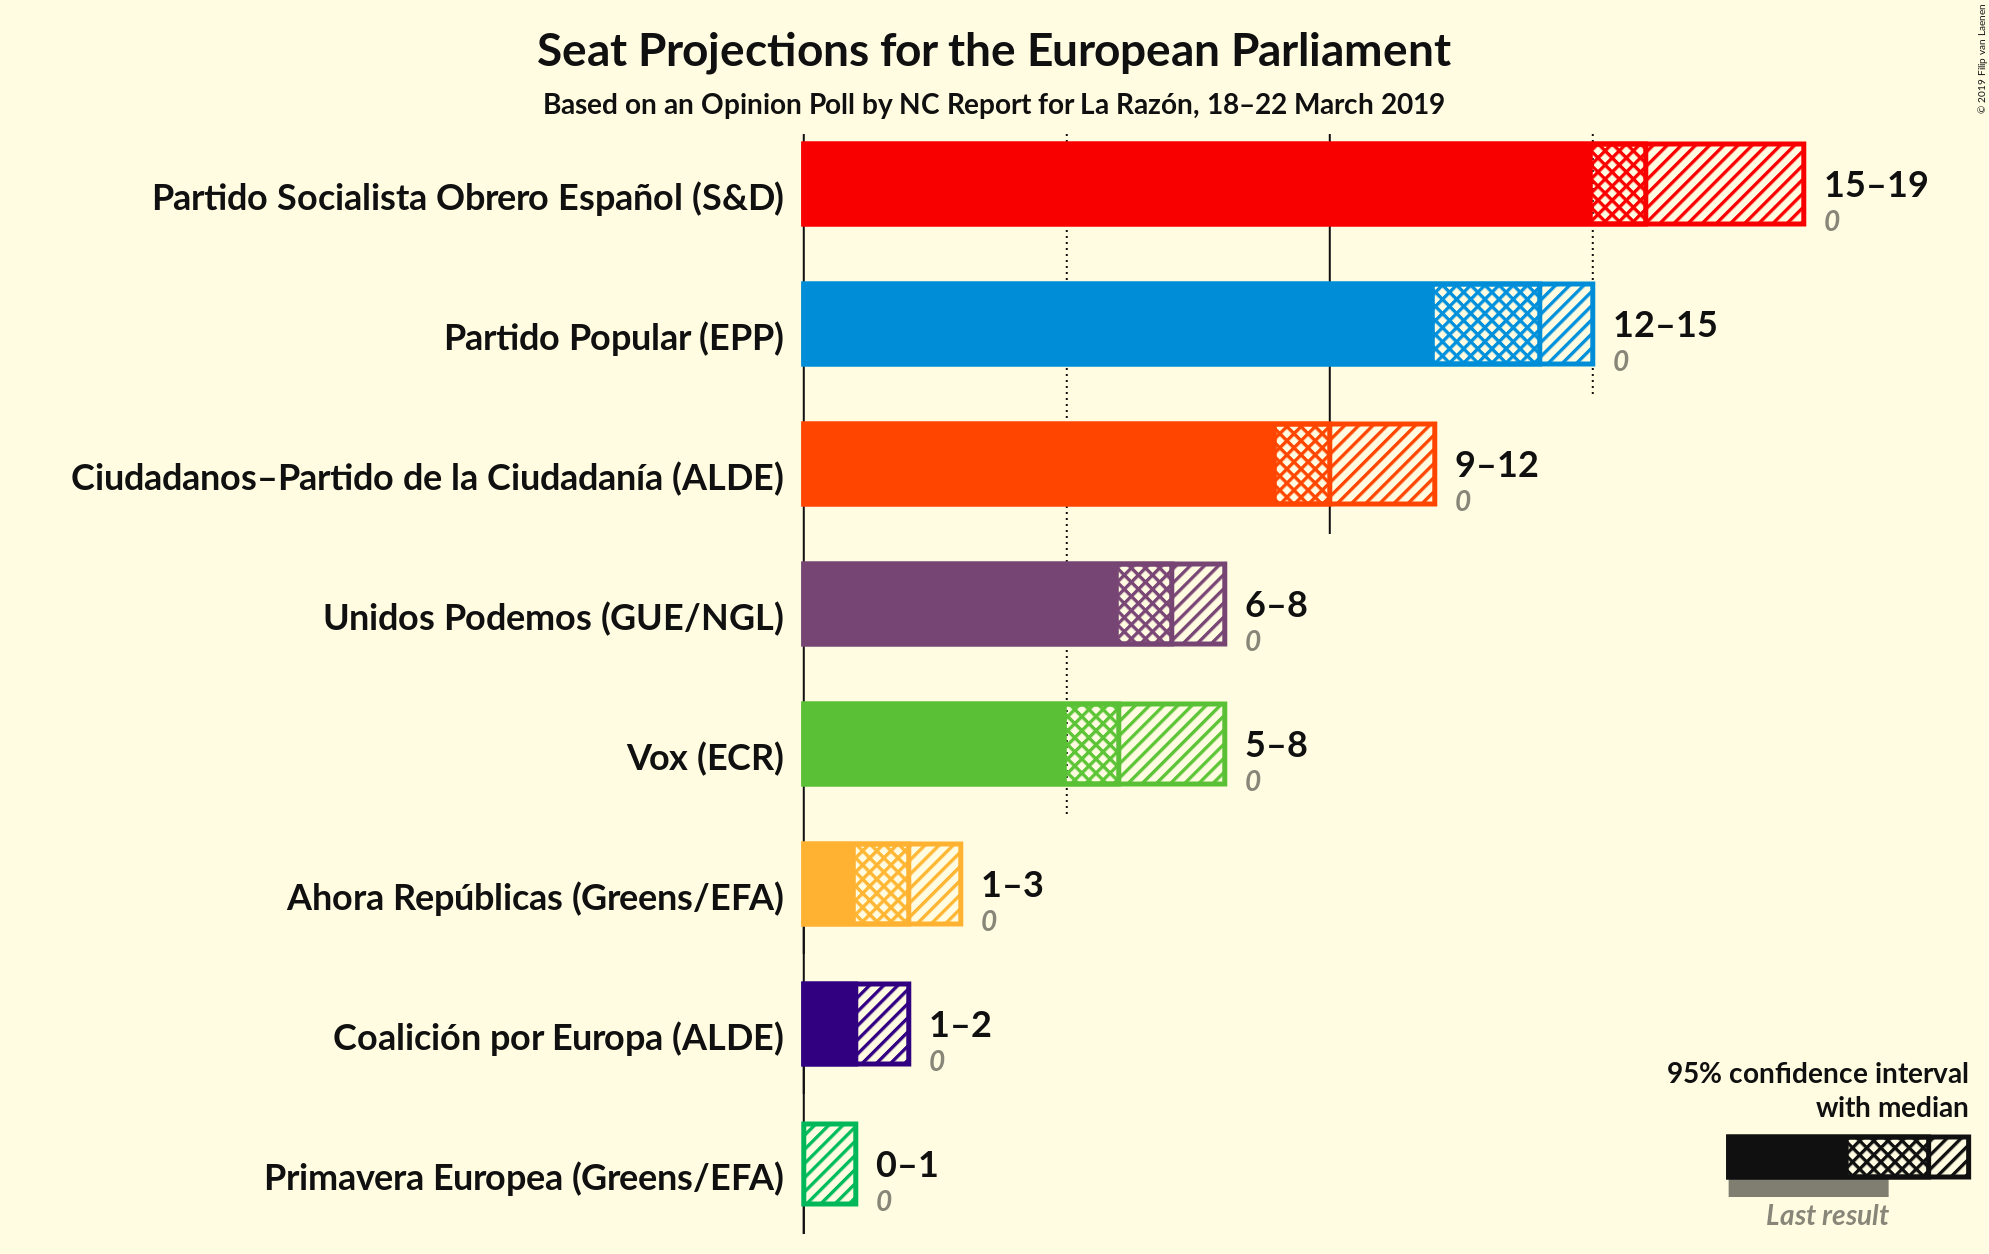 Seat Projections for the European Parliament
Based on an Opinion Poll by NC Report for La Razón, 18–22 March 2019
© 2019 Filip van Laenen
Partido Socialista Obrero Español (S&D)
15–19
0
Partido Popular (EPP)
12–15
0
Ciudadanos–Partido de la Ciudadanía (ALDE)
9–12
0
Unidos Podemos (GUE/NGL)
6–8
0
Vox (ECR)
5–8
0
Ahora Repúblicas (Greens/EFA)
1–3
0
Coalición por Europa (ALDE)
1–2
0
Primavera Europea (Greens/EFA)
0–1
0
95% confidence interval
with median
Last result